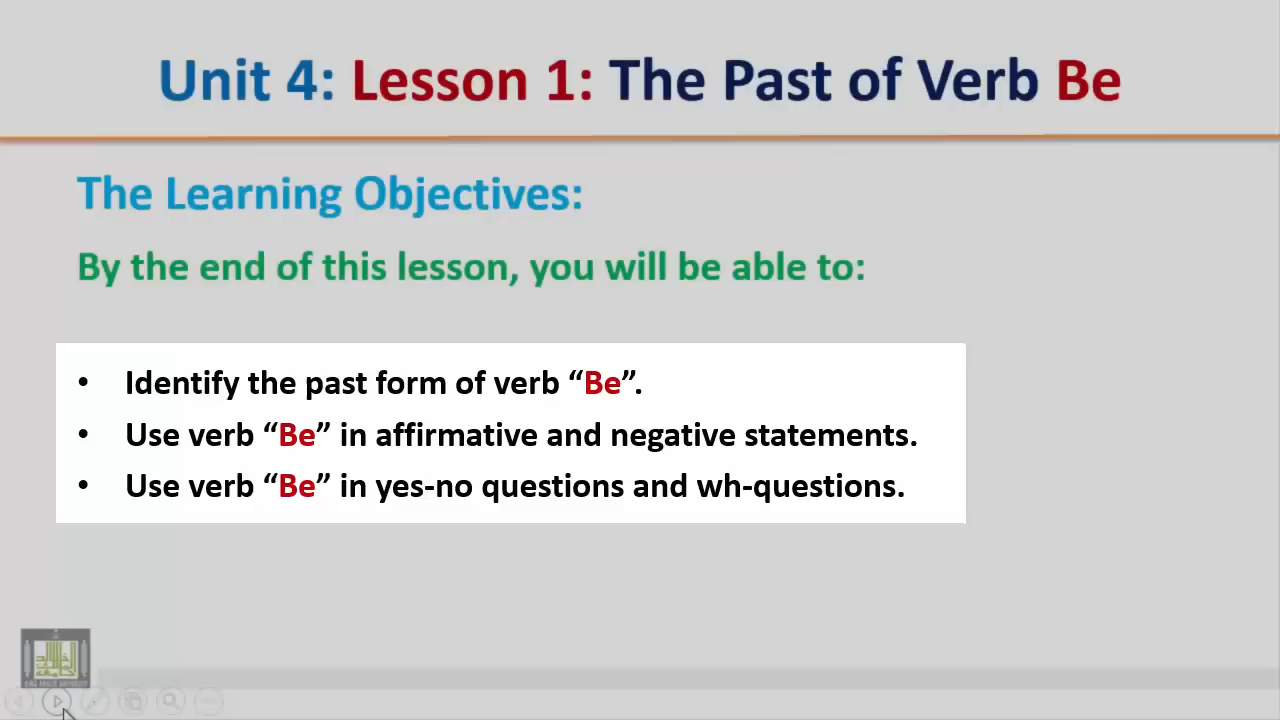 Unit 4: Lesson 1: The Past of Verb Be
The Learning Objectives:
By the end of this lesson, you will be able to:
• Identify the past form of verb “Be”.
• Use verb “Be” in affirmative and negative statements.
• Use verb “Be” in yes-no questions and wh-questions.